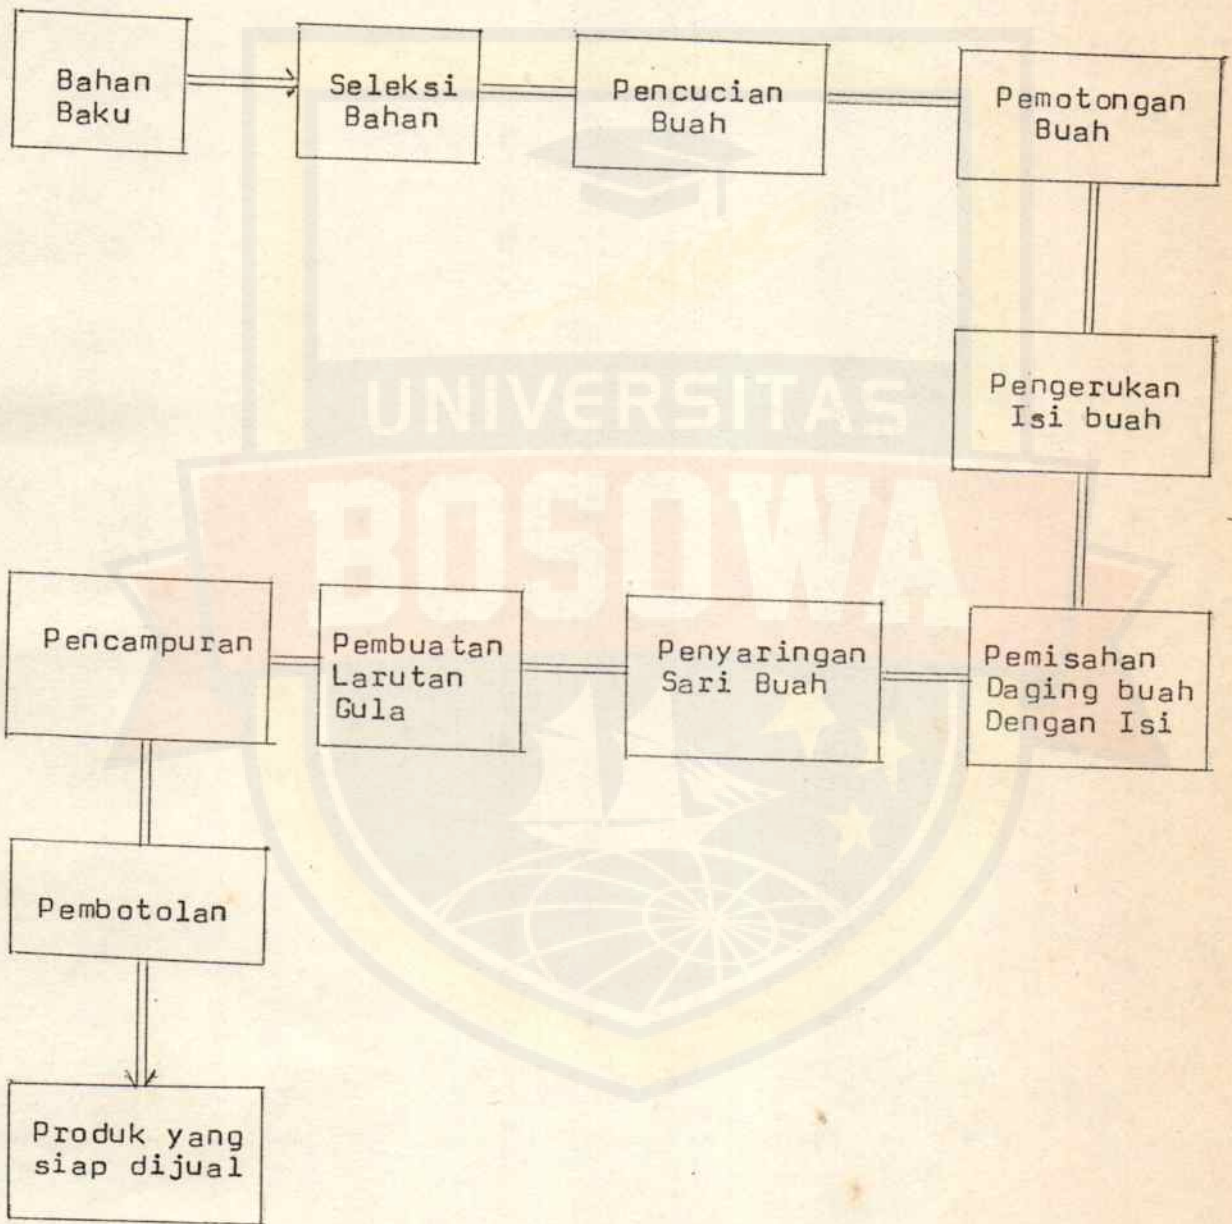 Bahan
Baku
Seleksi
Bahan
Pencucian
Buah
Pemotongan
Buah
Pengerukan
Isi buah
Pemisahan
Daging buah
Dengan Isi
Penyaringan
Sari Buah
Pembuatan
Larutan
Gula
Pencampuran
Pembotolan
Produk yang
siap dijual
UNIVERSITAS
BOSOWA